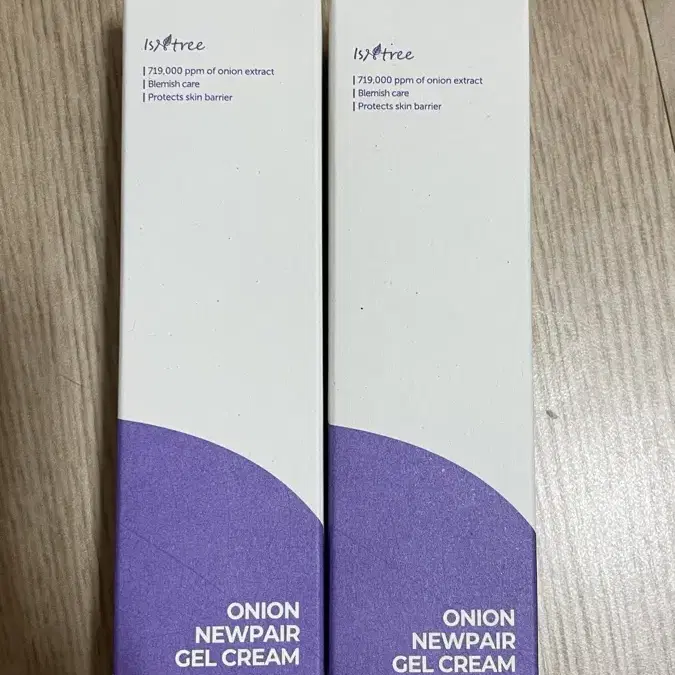 IsNtree
719,000 ppm of onion extract
Blemish care
Protects skin barrier
ONION
NEWPAIR
GEL CREAM
IsNtree
719,000 ppm of onion extract
Blemish care
Protects skin barrier
ONION
NEWPAIR
GEL CREAM